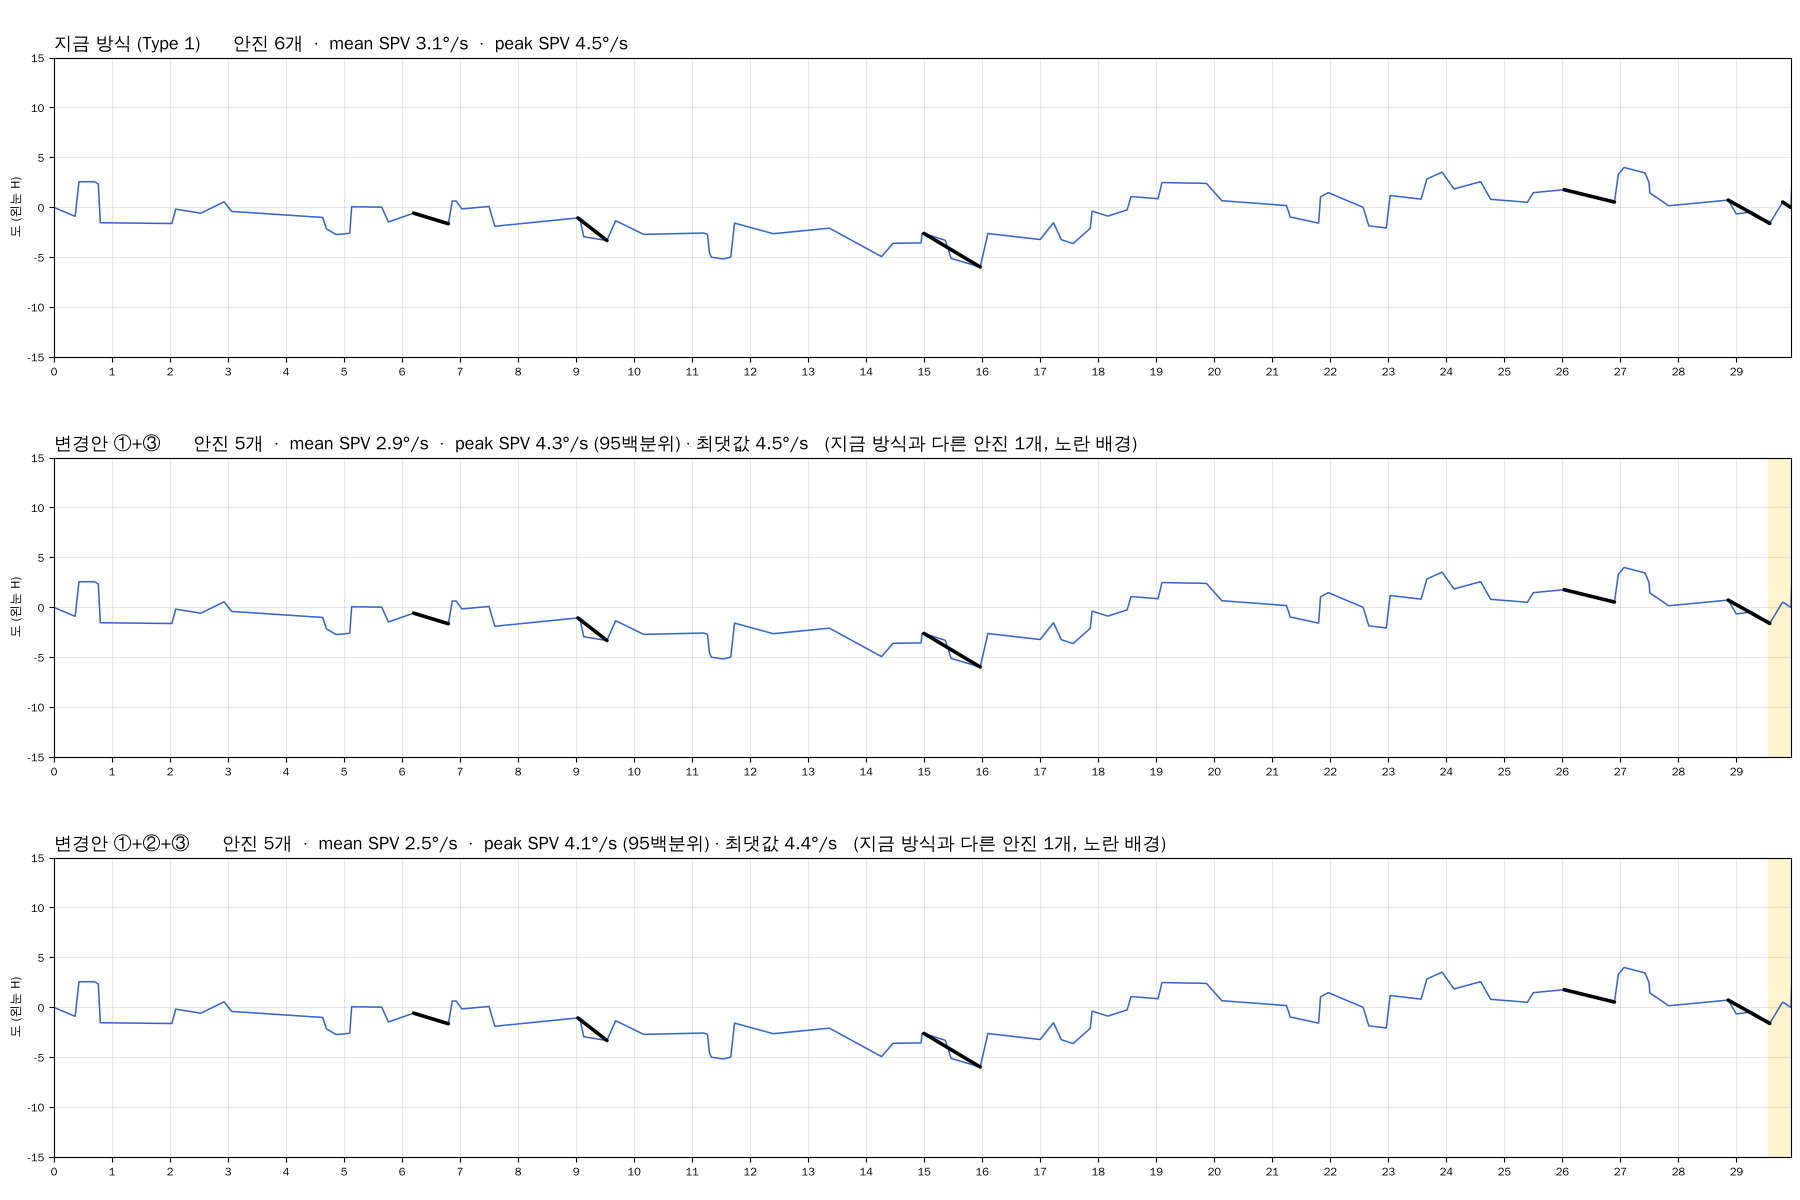 지금 방식 (Type 1)　　안진 6개 · mean SPV 3.1°/s · peak SPV 4.5°/s
15
10
5
0
-5
-10
-15
도 (왼눈 H)
0 1 2 3 4 5 6 7 8 9 10 11 12 13 14 15 16 17 18 19 20 21 22 23 24 25 26 27 28 29
변경안 ①+③　　안진 5개 · mean SPV 2.9°/s · peak SPV 4.3°/s (95백분위) · 최댓값 4.5°/s (지금 방식과 다른 안진 1개, 노란 배경)
15
10
5
0
-5
-10
-15
도 (왼눈 H)
0 1 2 3 4 5 6 7 8 9 10 11 12 13 14 15 16 17 18 19 20 21 22 23 24 25 26 27 28 29
변경안 ①+②+③　　안진 5개 · mean SPV 2.5°/s · peak SPV 4.1°/s (95백분위) · 최댓값 4.4°/s (지금 방식과 다른 안진 1개, 노란 배경)
15
10
5
0
-5
-10
-15
도 (왼눈 H)
0 1 2 3 4 5 6 7 8 9 10 11 12 13 14 15 16 17 18 19 20 21 22 23 24 25 26 27 28 29